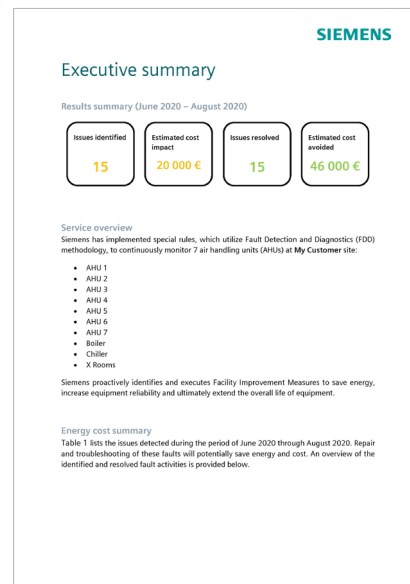 SIEMENS
Executive summary
Results summary (June 2020 – August 2020)
Issues identified
15
Estimated cost
impact
20 000 €
Issues resolved
15
Estimated cost
avoided
46 000 €
Service overview
Siemens has implemented special rules, which utilize Fault Detection and Diagnostics (FDD)
methodology, to continuously monitor 7 air handling units (AHUs) at My Customer site:
• AHU 1
• AHU 2
• AHU 3
• AHU 4
• AHU 5
• AHU 6
• AHU 7
• Boiler
• Chiller
• X Rooms
Siemens proactively identifies and executes Facility Improvement Measures to save energy,
increase equipment reliability and ultimately extend the overall life of equipment.
Energy cost summary
Table 1 lists the issues detected during the period of June 2020 through August 2020. Repair
and troubleshooting of these faults will potentially save energy and cost. An overview of the
identified and resolved fault activities is provided below.